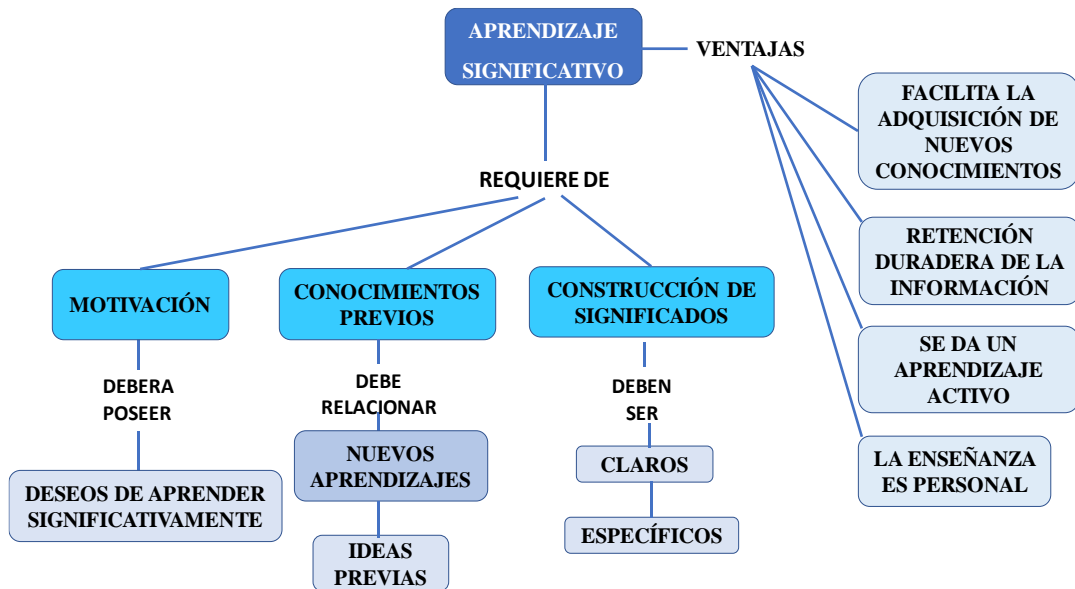 APRENDIZAJE
SIGNIFICATIVO
VENTAJAS
FACILITA LA
ADQUISICIÓN DE
NUEVOS
CONOCIMIENTOS
RETENCIÓN
DURADERA DE LA
INFORMACIÓN
SE DA UN
APRENDIZAJE
ACTIVO
LA ENSEÑANZA
ES PERSONAL
REQUIERE DE
MOTIVACIÓN
DEBERA
POSEER
DESEOS DE APRENDER
SIGNIFICATIVAMENTE
CONOCIMIENTOS
PREVIOS
DEBE
RELACIONAR
NUEVOS
APRENDIZAJES
IDEAS
PREVIAS
CONSTRUCCIÓN DE
SIGNIFICADOS
DEBEN
SER
CLAROS
ESPECÍFICOS